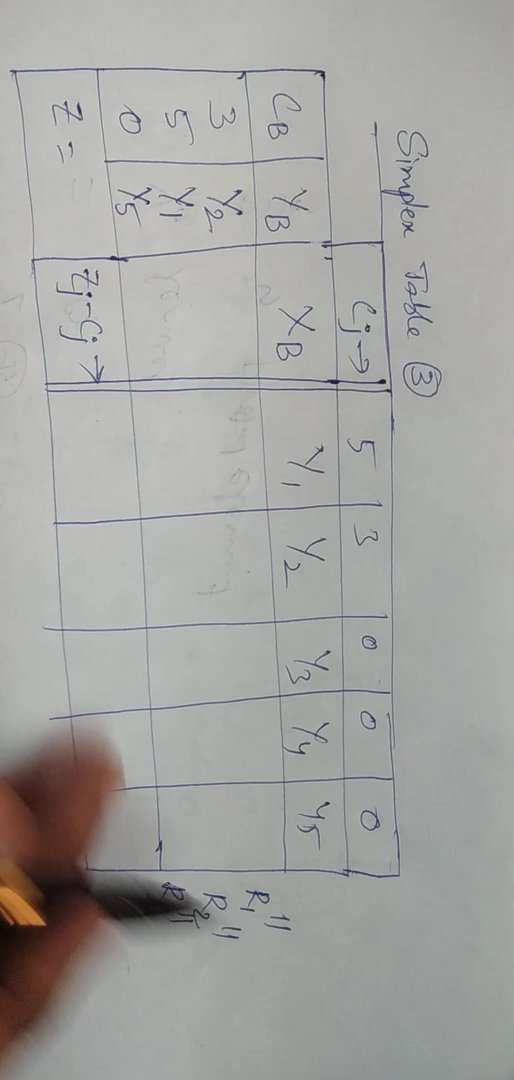 Simplex Table ③
Cj → 5 3 0 0 0
CB YB XB Y1 Y2 Y3 Y4 Y5
3 Y2 R1''
5 Y1 R2''
0 Y5
Z = Zj-Cj →